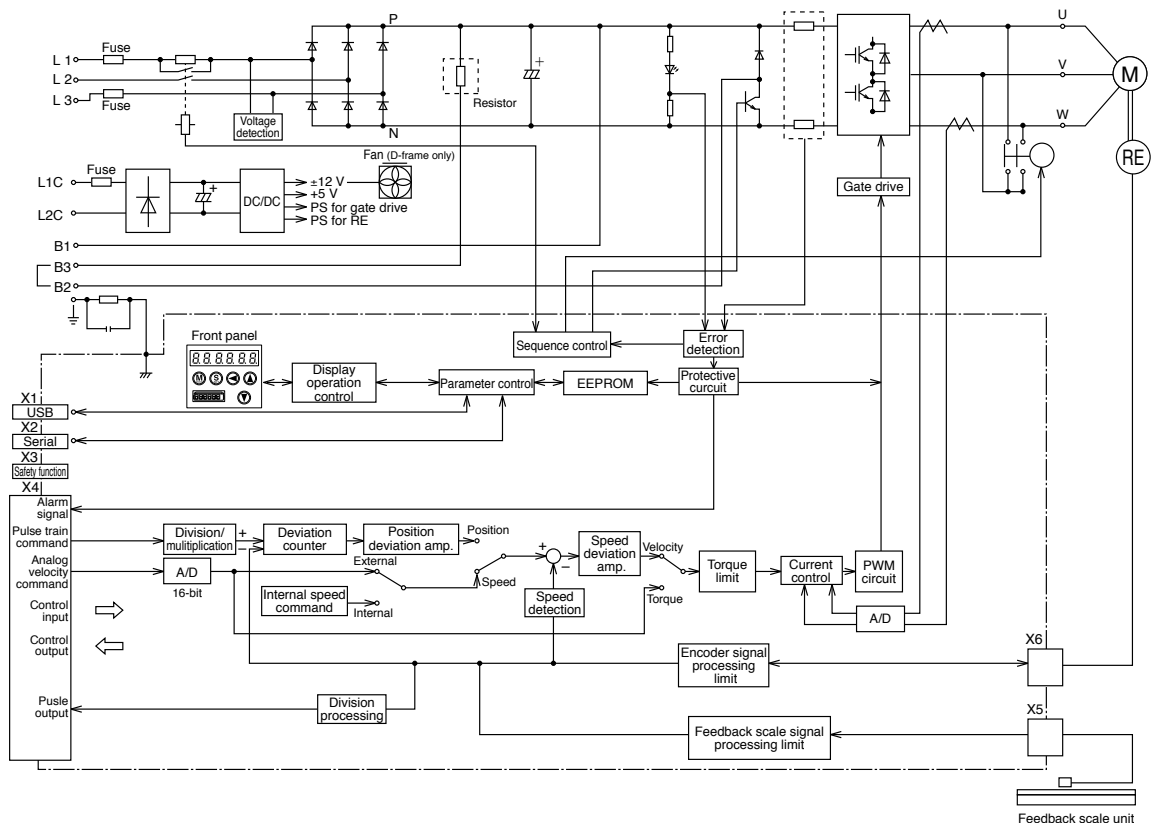 P
U
Fuse
L 1
L 2
V
M
L 3
Fuse
Resistor
Voltage
detection
N
W
RE
Fan (D-frame only)
Fuse
L1C
±12 V
+5 V
Gate drive
DC/DC
PS for gate drive
L2C
PS for RE
B1
B3
B2
Front panel
Sequence control
Error
detection
8.8.8.8.8.8.
M S
Display
operation
control
Parameter control
EEPROM
Protective
curcuit
X1
USB
X2
Serial
X3
Safety function
X4
Alarm
signal
Pulse train
command
Division/
multiplication
+
−
Deviation
counter
Position
deviation amp.
Position
Speed
deviation
amp.
Velocity
Analog
velocity
command
A/D
16-bit
External
Speed
+
−
Torque
limit
Current
control
PWM
circuit
Internal speed
command
Internal
Speed
detection
Torque
A/D
Control
input
Control
output
Encoder signal
processing
limit
X6
Pusle
output
Division
processing
Feedback scale signal
processing limit
X5
Feedback scale unit